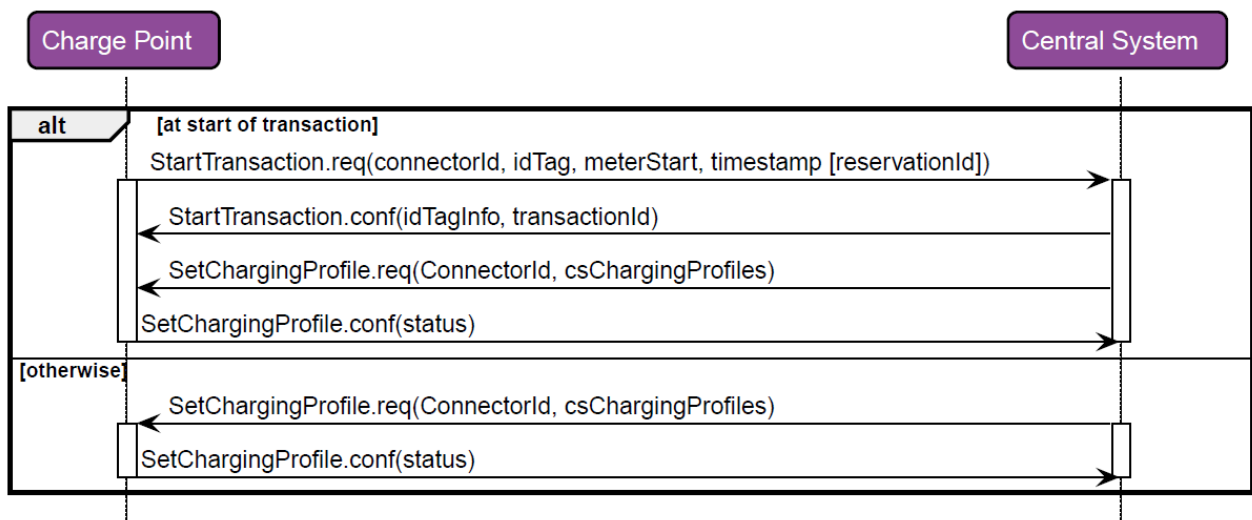 Charge Point
Central System
alt
[at start of transaction]
StartTransaction.req(connectorId, idTag, meterStart, timestamp [reservationId])
StartTransaction.conf(idTagInfo, transactionId)
SetChargingProfile.req(ConnectorId, csChargingProfiles)
SetChargingProfile.conf(status)
[otherwise]
SetChargingProfile.req(ConnectorId, csChargingProfiles)
SetChargingProfile.conf(status)